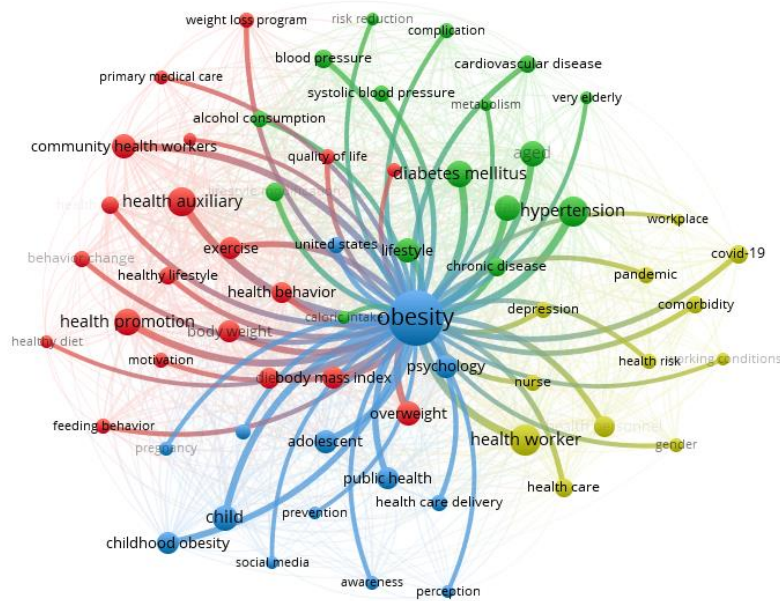 weight loss program
risk reduction
complication
blood pressure
cardiovascular disease
primary medical care
systolic blood pressure
metabolism
very elderly
alcohol consumption
community health workers
quality of life
aged
diabetes mellitus
health auxiliary
hypertension
workplace
exercise
united states
lifestyle
covid-19
behavior change
healthy lifestyle
chronic disease
pandemic
health behavior
depression
comorbidity
caloric intake
obesity
health promotion
body weight
healthy diet
motivation
psychology
health risk
working conditions
diet
body mass index
nurse
overweight
feeding behavior
health personnel
adolescent
health worker
gender
pregnancy
public health
health care
child
prevention
health care delivery
childhood obesity
social media
awareness
perception